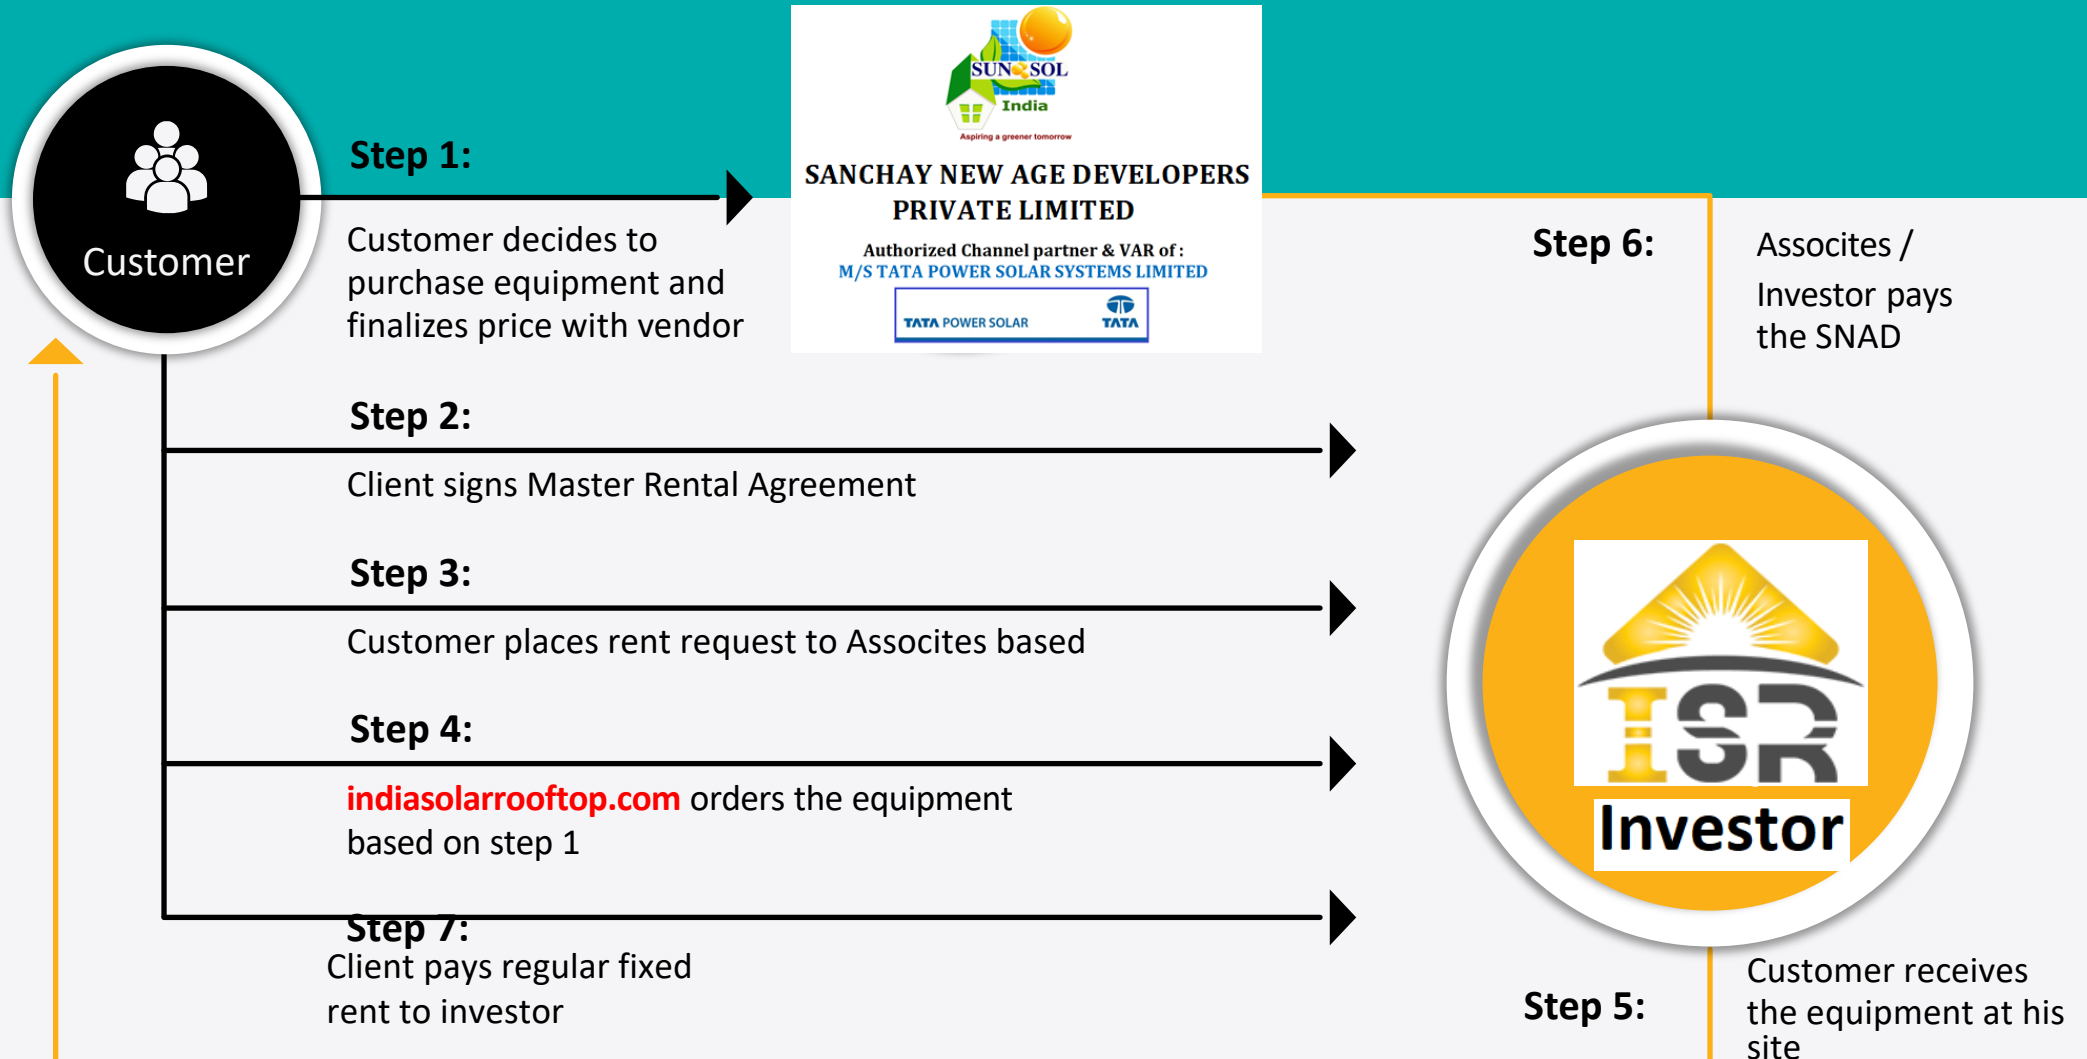 SUN SOL
India
Aspiring a greener tomorrow
SANCHAY NEW AGE DEVELOPERS
PRIVATE LIMITED
Authorized Channel partner & VAR of :
M/S TATA POWER SOLAR SYSTEMS LIMITED
TATA POWER SOLAR
TATA
Customer
Step 1:
Customer decides to
purchase equipment and
finalizes price with vendor
Step 2:
Client signs Master Rental Agreement
Step 3:
Customer places rent request to Assocites based
Step 4:
indiasolarrooftop.com orders the equipment
based on step 1
Step 7:
Client pays regular fixed
rent to investor
Step 6:
Assocites /
Investor pays
the SNAD
ISR
Investor
Step 5:
Customer receives
the equipment at his
site